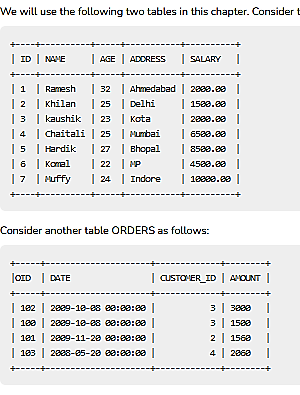 We will use the following two tables in this chapter. Consider t
+----+----------+-----+-----------+----------+
| ID | NAME     | AGE | ADDRESS   | SALARY   |
+----+----------+-----+-----------+----------+
| 1  | Ramesh   | 32  | Ahmedabad | 2000.00  |
| 2  | Khilan   | 25  | Delhi     | 1500.00  |
| 3  | kaushik  | 23  | Kota      | 2000.00  |
| 4  | Chaitali | 25  | Mumbai    | 6500.00  |
| 5  | Hardik   | 27  | Bhopal    | 8500.00  |
| 6  | Komal    | 22  | MP        | 4500.00  |
| 7  | Muffy    | 24  | Indore    | 10000.00 |
+----+----------+-----+-----------+----------+
Consider another table ORDERS as follows:
+-----+---------------------+-------------+--------+
|OID  | DATE                | CUSTOMER_ID | AMOUNT |
+-----+---------------------+-------------+--------+
| 102 | 2009-10-08 00:00:00 |           3 | 3000   |
| 100 | 2009-10-08 00:00:00 |           3 | 1500   |
| 101 | 2009-11-20 00:00:00 |           2 | 1560   |
| 103 | 2008-05-20 00:00:00 |           4 | 2060   |
+-----+---------------------+-------------+--------+